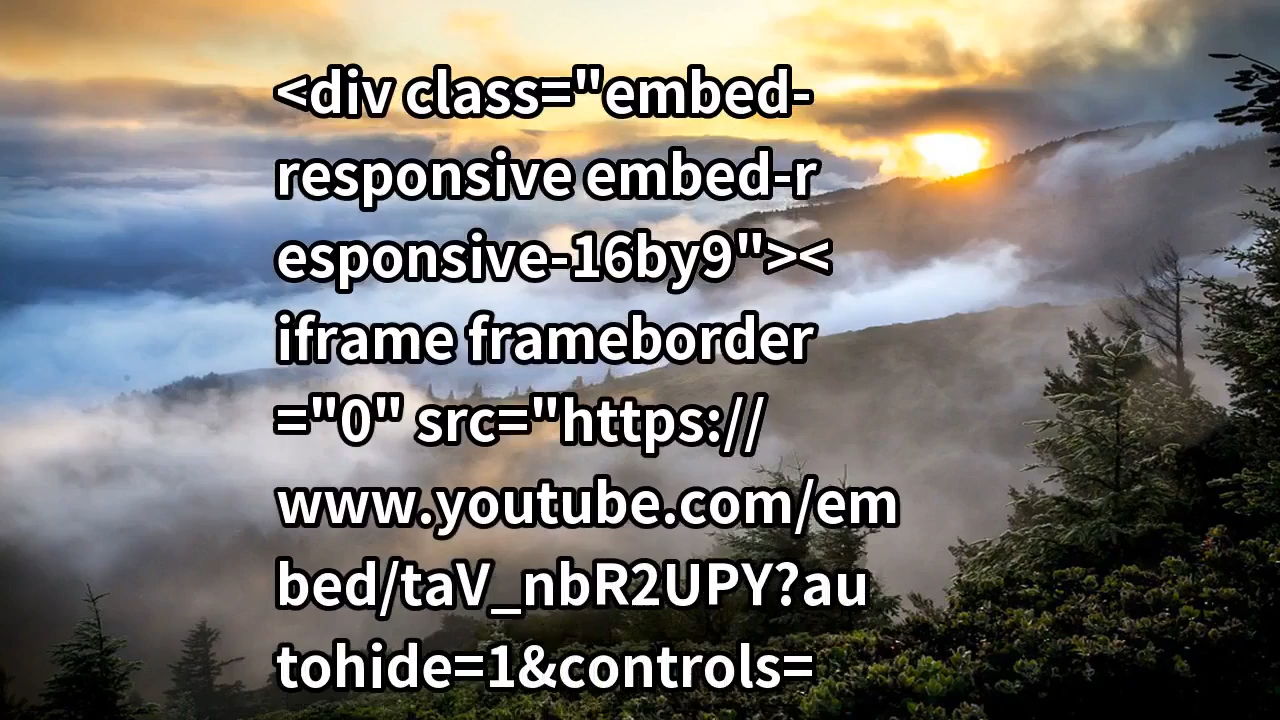 <div class="embed-
responsive embed-r
esponsive-16by9"><
iframe frameborder
="0" src="https://
www.youtube.com/em
bed/taV_nbR2UPY?au
tohide=1&controls=